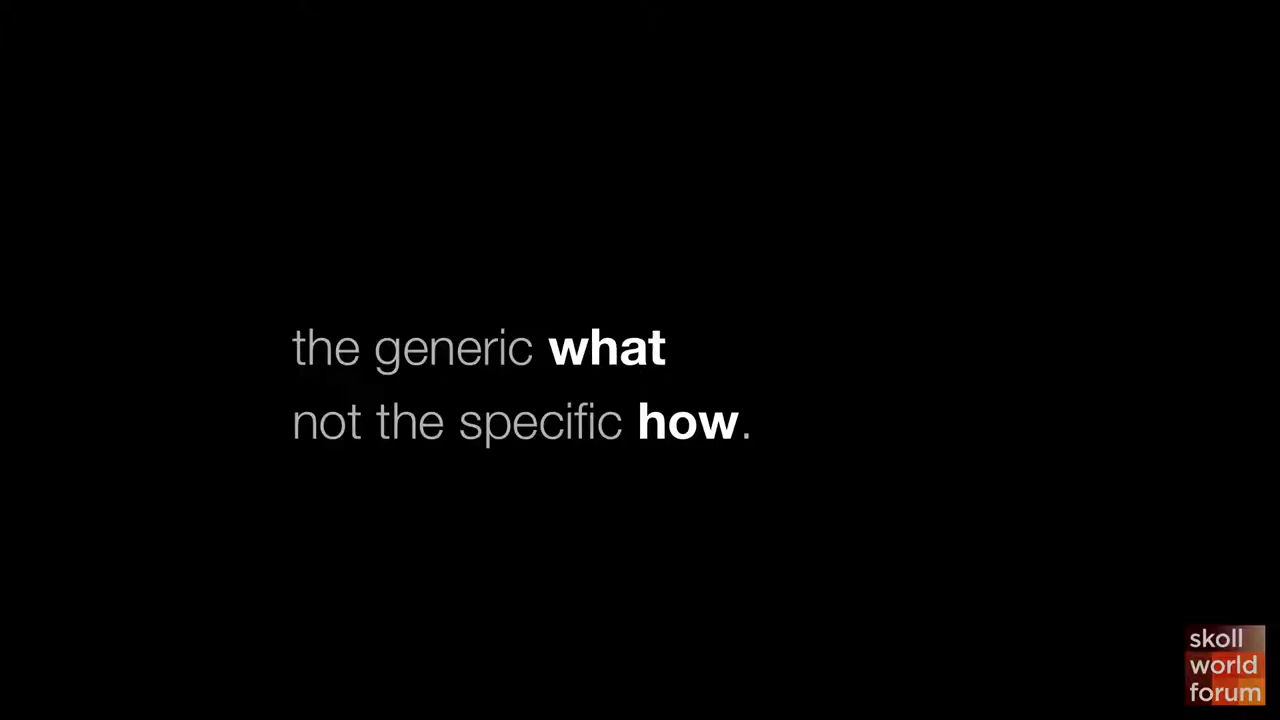 the generic what
not the specific how.
skoll
world
forum